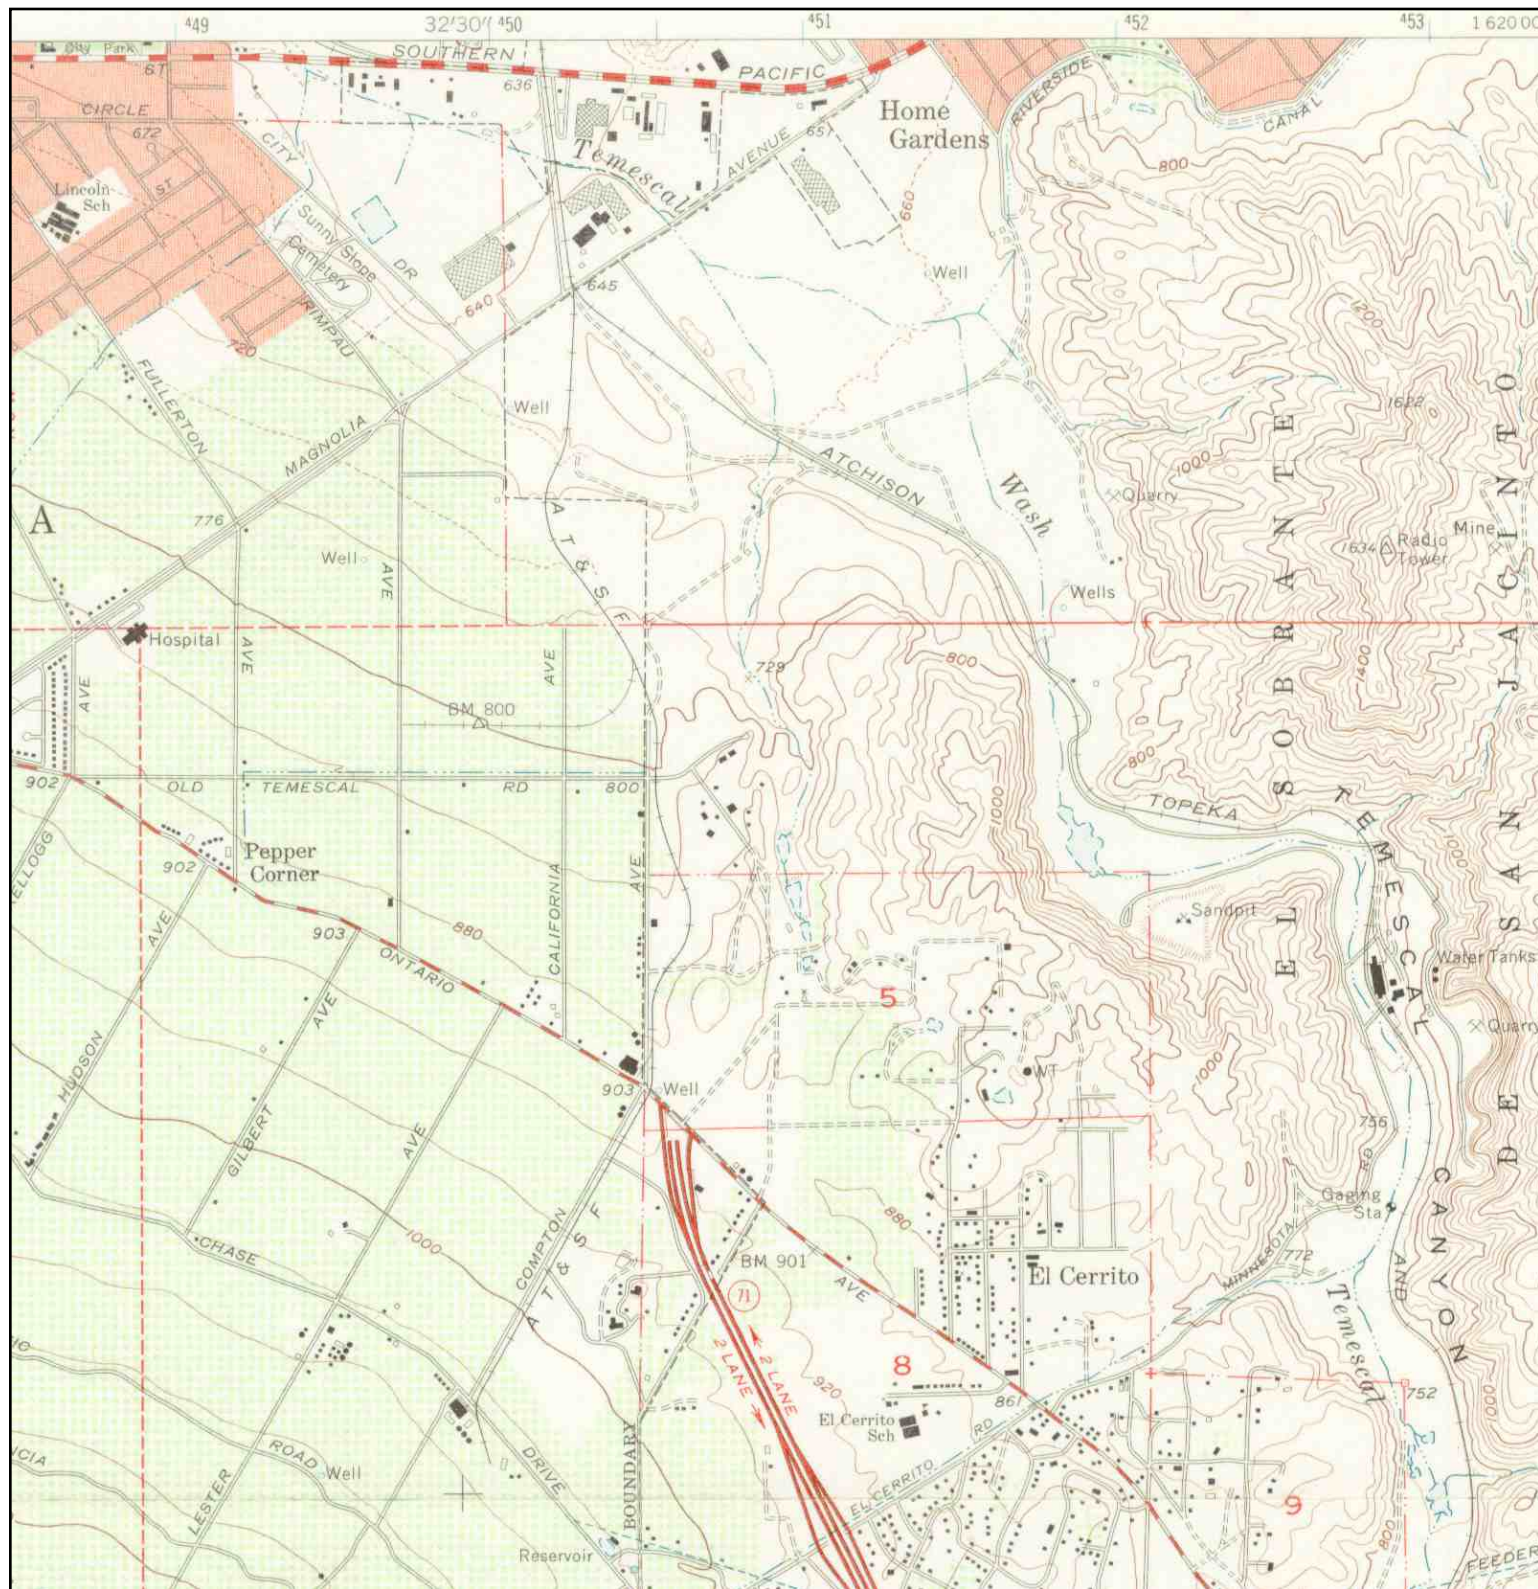 449
32'30"
450
451
452
453
1 620 00
City Park
SOUTHERN
PACIFIC
6T
636
CIRCLE
672
CITY
Lincoln
Sch
ST
Temescal
AVENUE
651
Home
Gardens
RIVERSIDE
CANAL
800
660
Sunny Slope
Cemetery
DR
640
645
Well
RIMPAU
720
FULLERTON
1200
Well
MAGNOLIA
1622
ATCHISON
1000
Quarry
Wash
A
776
Well
AVE
A T & S F
1634
Radio
Tower
Mine
Wells
Hospital
AVE
AVE
AVE
729
800
1400
BM 800
800
902
OLD
TEMESCAL
RD
800
TOPEKA
1000
EL SOBRANTE
DE SAN JACINTO
TEMESCAL
CANYON
1000
ELLOGG
902
Pepper
Corner
AVE
Sandpit
AVE
903
880
ONTARIO
CALIFORNIA
Water Tanks
5
Quarry
AVE
HUDSON
WT
1000
903
Well
GILBERT
AVE
756
RD
Gaging
Sta
1000
CHASE
COMPTON
A T & S F
880
BM 901
AVE
El Cerrito
MINNESOTA
772
AND
71
Temescal
2 LANE
2 LANE
8
920
752
1000
861
El Cerrito
Sch
RD
BOUNDARY
CIA
ROAD
Well
DRIVE
LESTER
EL CERRITO
9
800
Reservoir
FEEDER